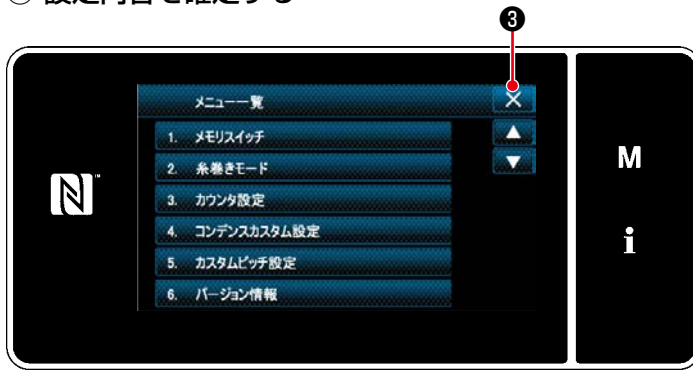 設定内容を確定する
❸
メニュー一覧
1. メモリスイッチ
2. 糸巻きモード
3. カウンタ設定
4. コンデンスカスタム設定
5. カスタムピッチ設定
6. バージョン情報
M
i